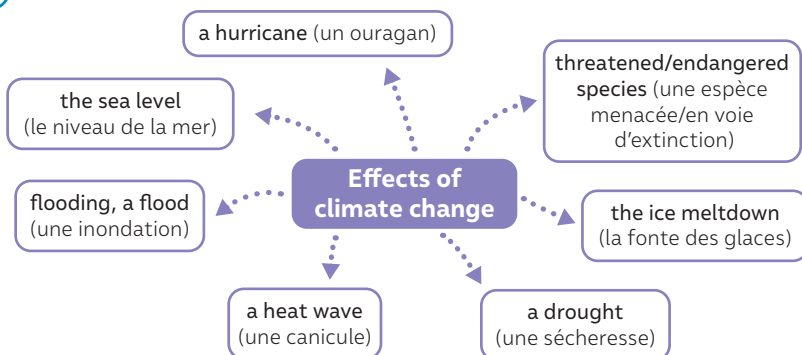 a hurricane (un ouragan)
threatened/endangered
species (une espèce
menacée/en voie
d'extinction)
the sea level
(le niveau de la mer)
Effects of
climate change
flooding, a flood
(une inondation)
the ice meltdown
(la fonte des glaces)
a heat wave
(une canicule)
a drought
(une sécheresse)